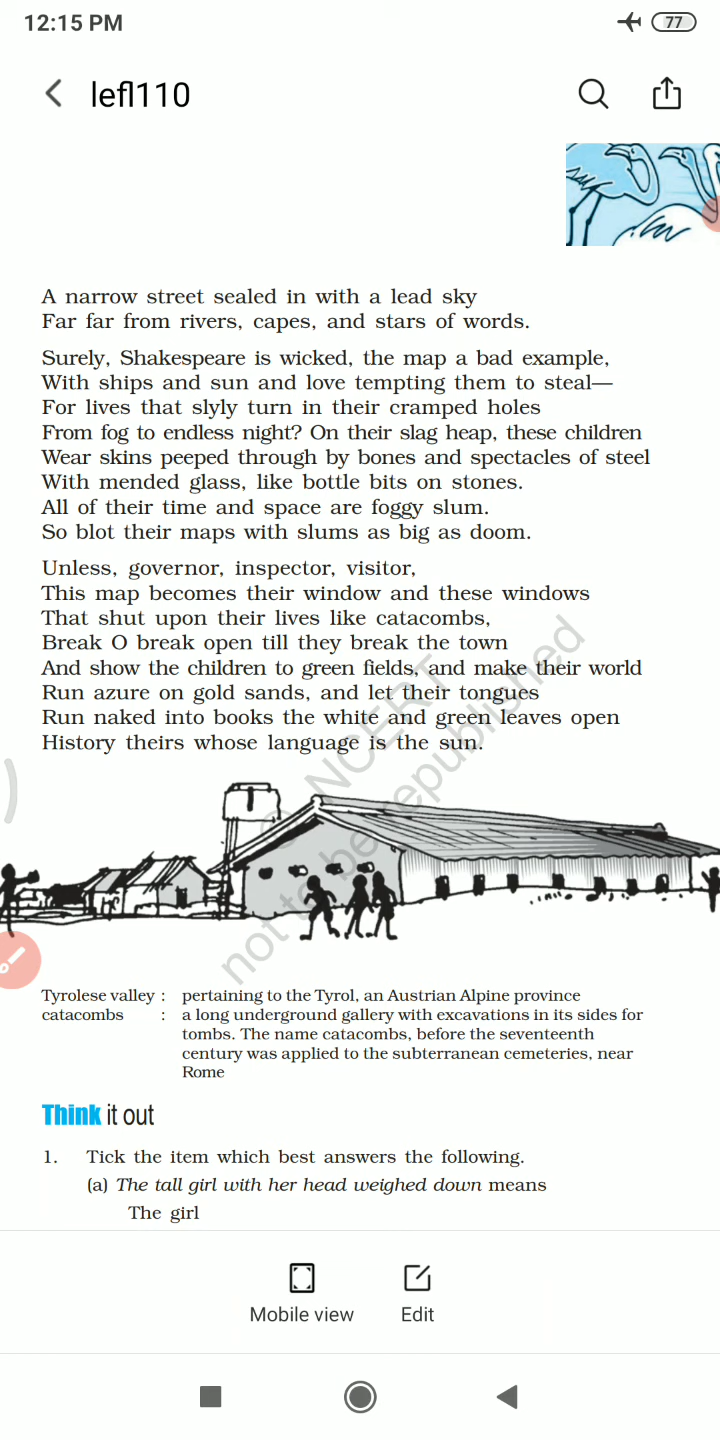 12:15 PM
77
lefl110
A narrow street sealed in with a lead sky
Far far from rivers, capes, and stars of words.
Surely, Shakespeare is wicked, the map a bad example,
With ships and sun and love tempting them to steal—
For lives that slyly turn in their cramped holes
From fog to endless night? On their slag heap, these children
Wear skins peeped through by bones and spectacles of steel
With mended glass, like bottle bits on stones.
All of their time and space are foggy slum.
So blot their maps with slums as big as doom.
Unless, governor, inspector, visitor,
This map becomes their window and these windows
That shut upon their lives like catacombs,
Break O break open till they break the town
And show the children to green fields, and make their world
Run azure on gold sands, and let their tongues
Run naked into books the white and green leaves open
History theirs whose language is the sun.
© NCERT
not to be republished
Tyrolese valley : pertaining to the Tyrol, an Austrian Alpine province
catacombs : a long underground gallery with excavations in its sides for
tombs. The name catacombs, before the seventeenth
century was applied to the subterranean cemeteries, near
Rome
Think it out
1. Tick the item which best answers the following.
(a) The tall girl with her head weighed down means
The girl
Mobile view
Edit